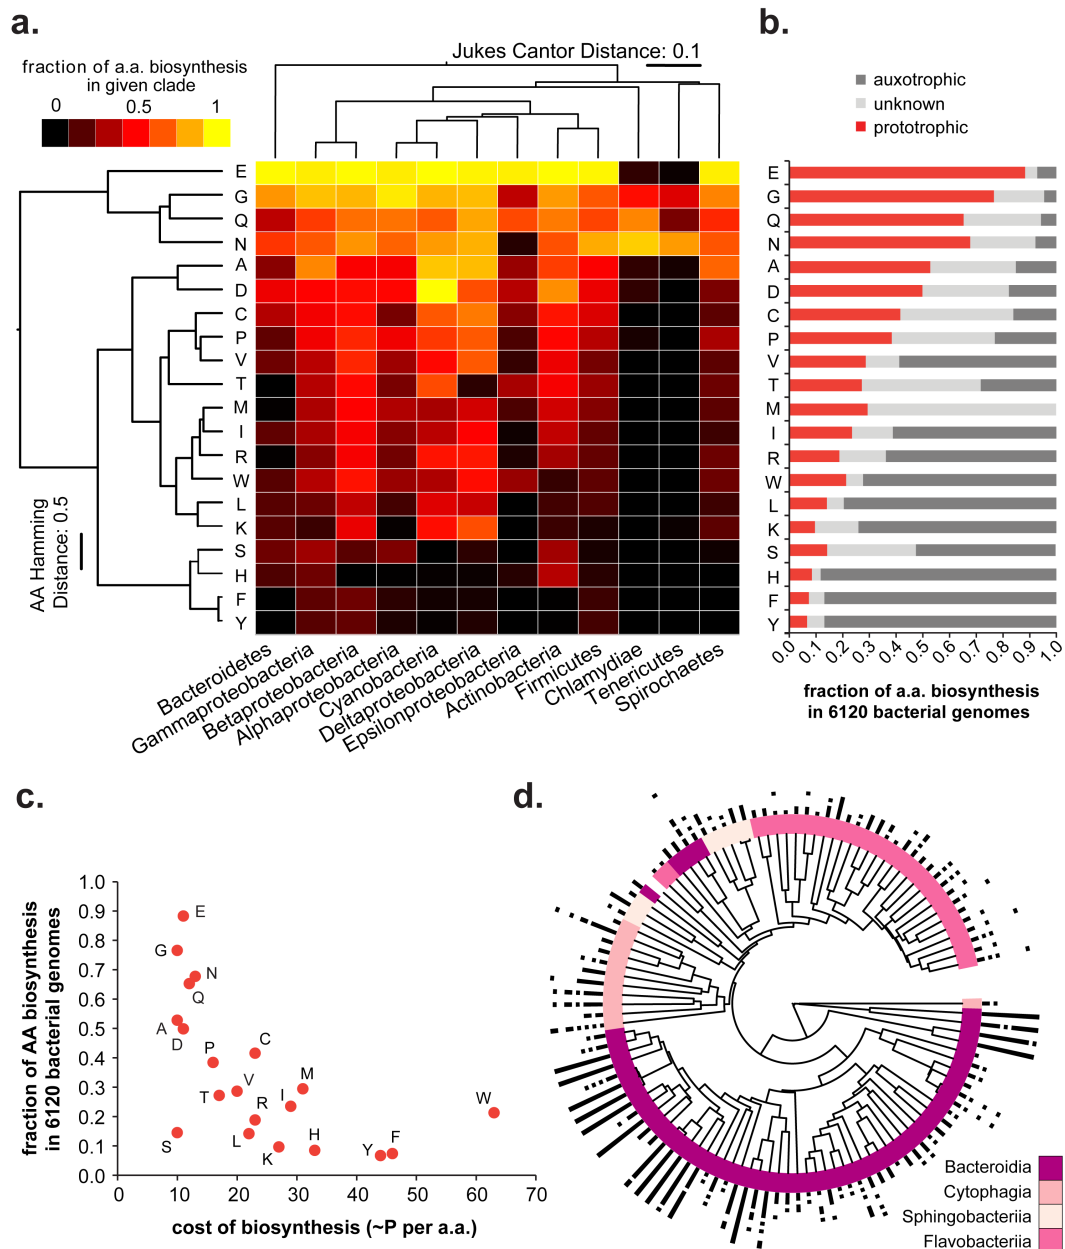 a.
b.
fraction of a.a. biosynthesis
in given clade
0 0.5 1
Jukes Cantor Distance: 0.1
auxotrophic
unknown
prototrophic
E
G
Q
N
A
D
C
P
V
T
M
I
R
W
L
K
S
H
F
Y
AA Hamming
Distance: 0.5
Bacteroidetes
Gammaproteobacteria
Betaproteobacteria
Alphaproteobacteria
Cyanobacteria
Deltaproteobacteria
Epsilonproteobacteria
Actinobacteria
Firmicutes
Chlamydiae
Tenericutes
Spirochaetes
E
G
Q
N
A
D
C
P
V
T
M
I
R
W
L
K
S
H
F
Y
0.0 0.1 0.2 0.3 0.4 0.5 0.6 0.7 0.8 0.9 1.0
fraction of a.a. biosynthesis
in 6120 bacterial genomes
c.
d.
fraction of AA biosynthesis
in 6120 bacterial genomes
1.0
0.9
0.8
0.7
0.6
0.5
0.4
0.3
0.2
0.1
0.0
E
G
N
Q
A
D
P
C
T
V
R
I
M
W
S
L
K
H
Y
F
0 10 20 30 40 50 60 70
cost of biosynthesis (~P per a.a.)
Bacteroidia
Cytophagia
Sphingobacteriia
Flavobacteriia